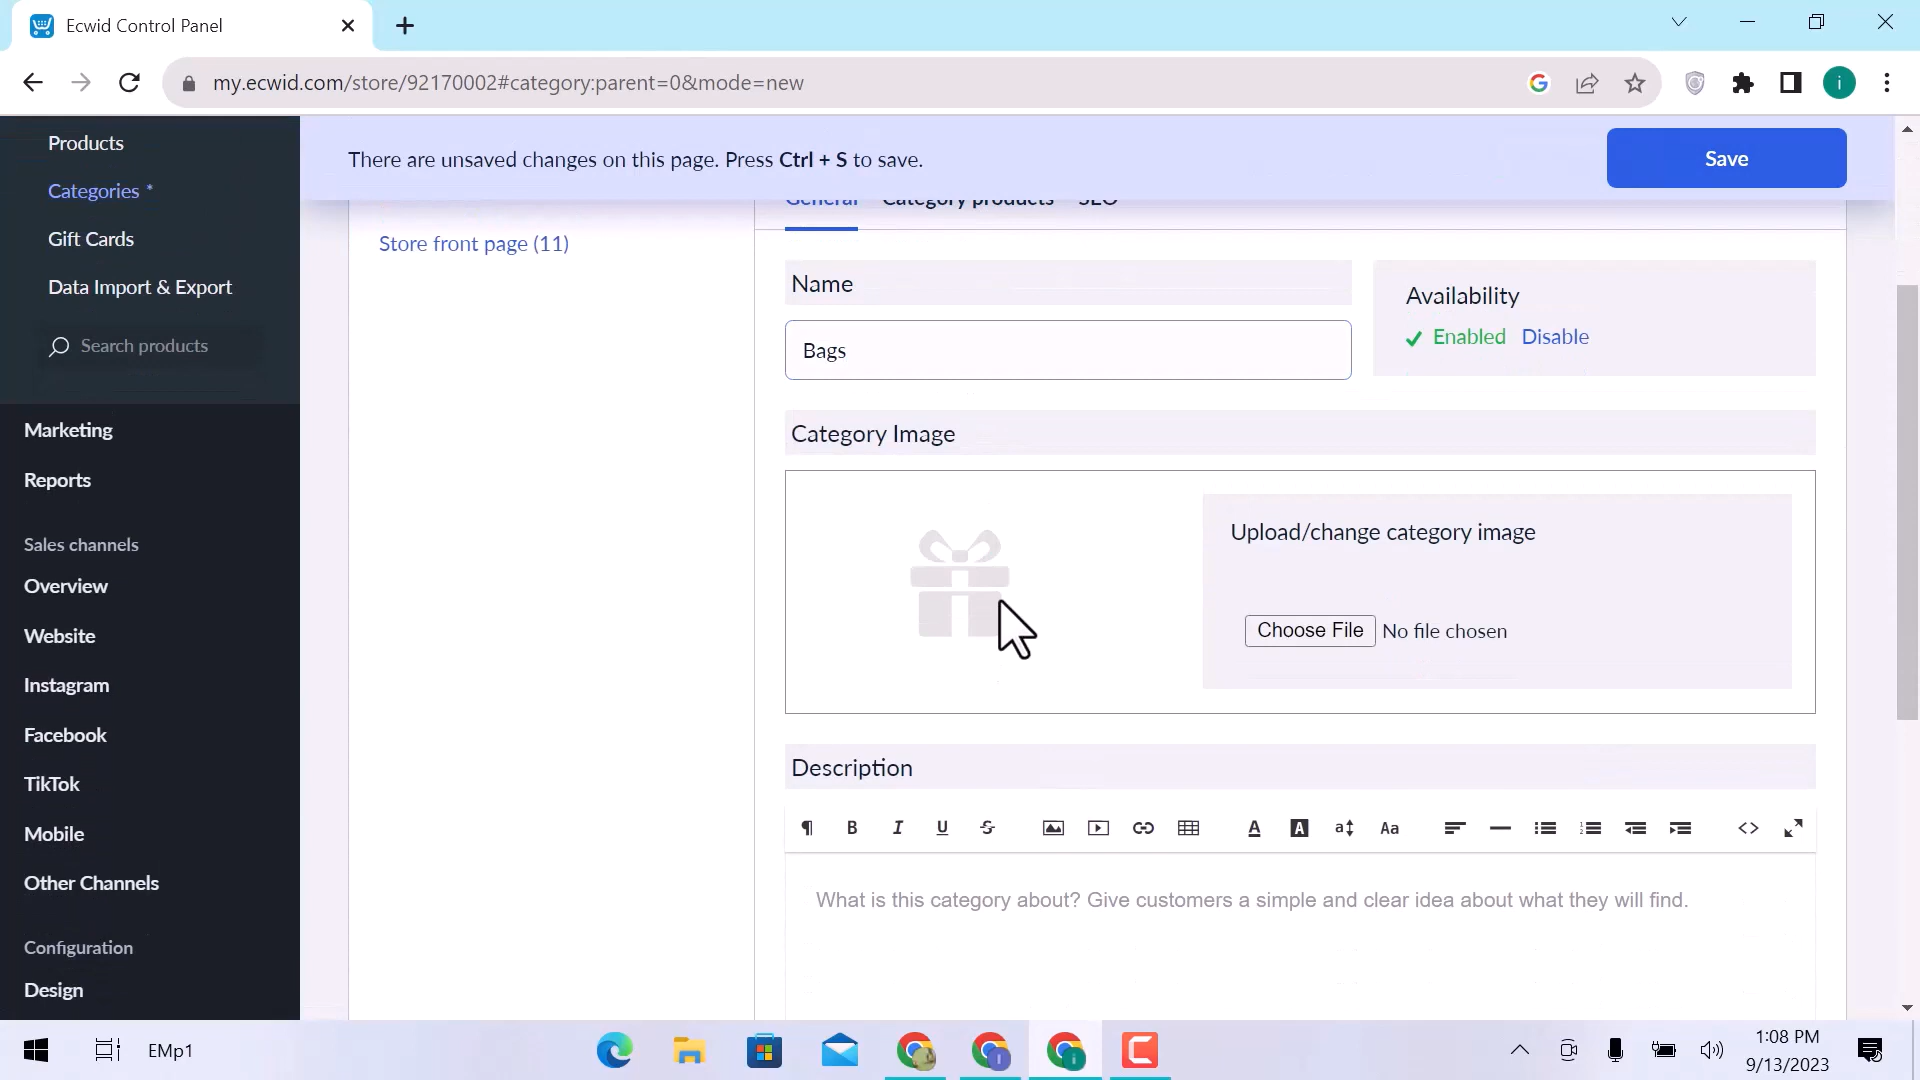 Ecwid Control Panel
my.ecwid.com/store/92170002#category:parent=0&mode=new
i
Products
Categories *
Gift Cards
Data Import & Export
Search products
Marketing
Reports
Sales channels
Overview
Website
Instagram
Facebook
TikTok
Mobile
Other Channels
Configuration
Design
There are unsaved changes on this page. Press Ctrl + S to save.
Save
General Category products SEO
Store front page (11)
Name
Bags
Availability
Enabled Disable
Category Image
Upload/change category image
Choose File No file chosen
Description
What is this category about? Give customers a simple and clear idea about what they will find.
EMp1
1:08 PM
9/13/2023